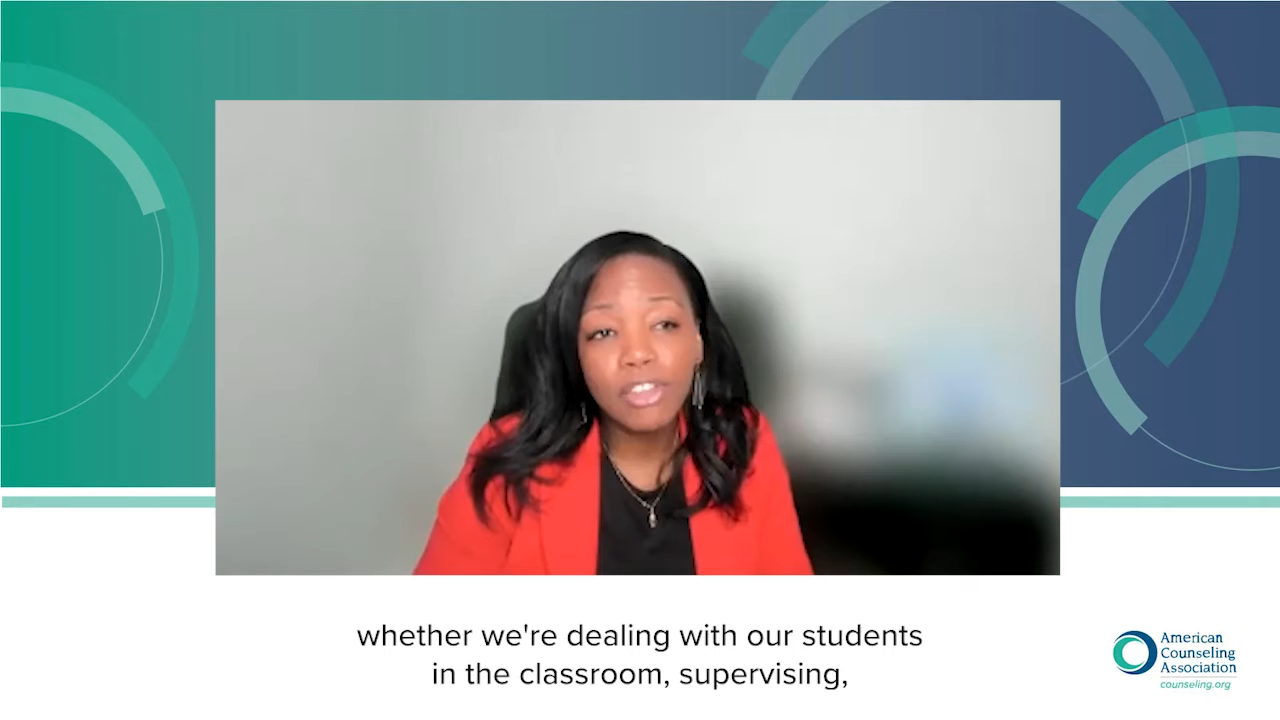 whether we're dealing with our students
in the classroom, supervising,
American
Counseling
Association
counseling.org